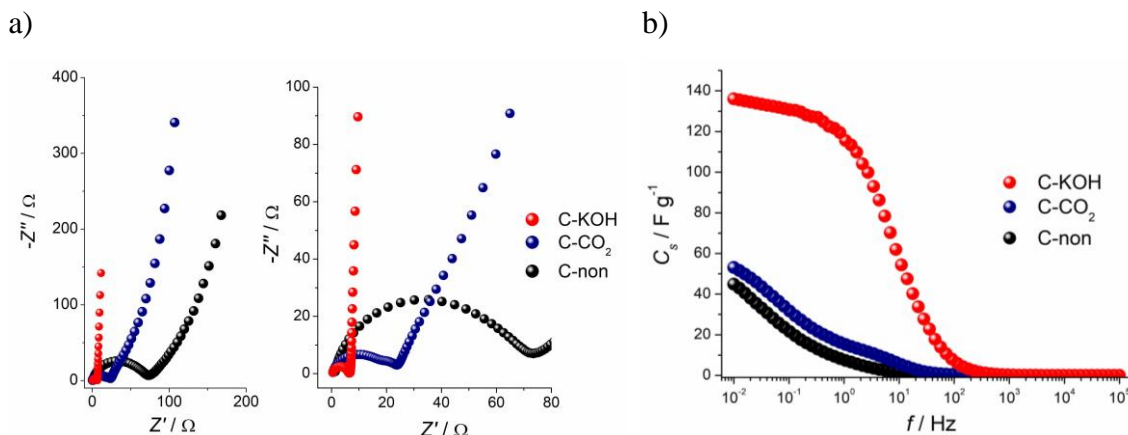 a)
b)
400
300
200
100
0
0
100
200
-Z'' / Ω
Z' / Ω
100
80
60
40
20
0
0
20
40
60
80
-Z'' / Ω
Z' / Ω
C-KOH
C-CO₂
C-non
140
120
100
80
60
40
20
0
10⁻²
10⁻¹
10⁰
10¹
10²
10³
10⁴
10⁵
Cₛ / F g⁻¹
f / Hz
C-KOH
C-CO₂
C-non